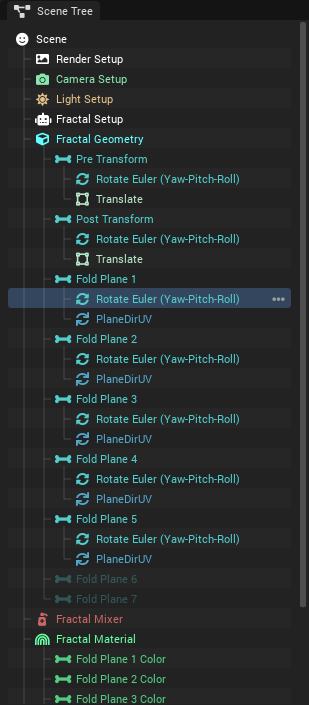 Scene Tree
Scene
Render Setup
Camera Setup
Light Setup
Fractal Setup
Fractal Geometry
Pre Transform
Rotate Euler (Yaw-Pitch-Roll)
Translate
Post Transform
Rotate Euler (Yaw-Pitch-Roll)
Translate
Fold Plane 1
Rotate Euler (Yaw-Pitch-Roll)
PlaneDirUV
Fold Plane 2
Rotate Euler (Yaw-Pitch-Roll)
PlaneDirUV
Fold Plane 3
Rotate Euler (Yaw-Pitch-Roll)
PlaneDirUV
Fold Plane 4
Rotate Euler (Yaw-Pitch-Roll)
PlaneDirUV
Fold Plane 5
Rotate Euler (Yaw-Pitch-Roll)
PlaneDirUV
Fold Plane 6
Fold Plane 7
Fractal Mixer
Fractal Material
Fold Plane 1 Color
Fold Plane 2 Color
Fold Plane 3 Color